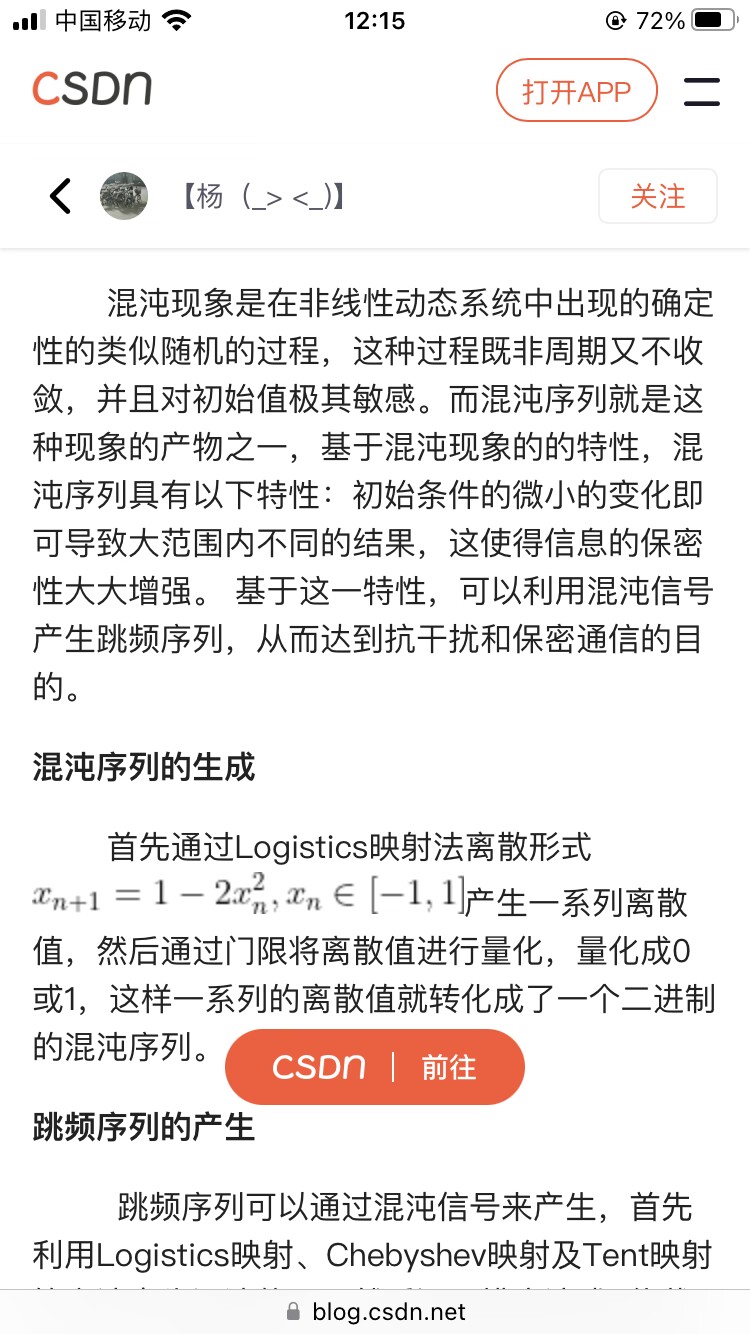 中国移动 12:15 72%
CSDN 打开APP
【杨（_> <_)】 关注
混沌现象是在非线性动态系统中出现的确定
性的类似随机的过程，这种过程既非周期又不收
敛，并且对初始值极其敏感。而混沌序列就是这
种现象的产物之一，基于混沌现象的的特性，混
沌序列具有以下特性：初始条件的微小的变化即
可导致大范围内不同的结果，这使得信息的保密
性大大增强。 基于这一特性，可以利用混沌信号
产生跳频序列，从而达到抗干扰和保密通信的目
的。
混沌序列的生成
首先通过Logistics映射法离散形式
xₙ₊₁ = 1 − 2xₙ², xₙ ∈ [−1, 1]产生一系列离散
值，然后通过门限将离散值进行量化，量化成0
或1，这样一系列的离散值就转化成了一个二进制
的混沌序列。
CSDN | 前往
跳频序列的产生
跳频序列可以通过混沌信号来产生，首先
利用Logistics映射、Chebyshev映射及Tent映射
blog.csdn.net